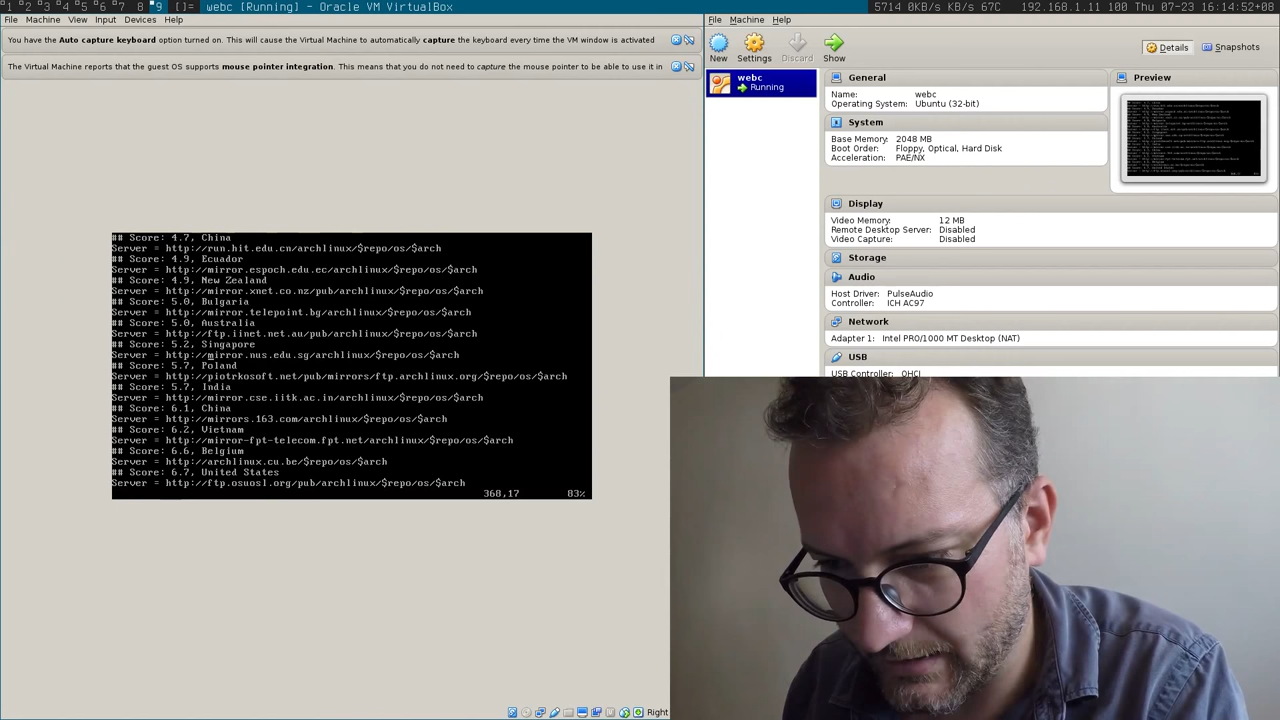 1 2 3 4 5 6 7 8 9 []= webc [Running] - Oracle VM VirtualBox 5714 0KB/s KB/s 67C 192.168.1.11 100 Thu 07-23 16:14:52+08
File Machine View Input Devices Help
You have the Auto capture keyboard option turned on. This will cause the Virtual Machine to automatically capture the keyboard every time the VM window is activated
The Virtual Machine reports that the guest OS supports mouse pointer integration. This means that you do not need to capture the mouse pointer to be able to use it in
## Score: 4.7, China
Server = http://run.hit.edu.cn/archlinux/$repo/os/$arch
## Score: 4.9, Ecuador
Server = http://mirror.espoch.edu.ec/archlinux/$repo/os/$arch
## Score: 4.9, New Zealand
Server = http://mirror.xnet.co.nz/pub/archlinux/$repo/os/$arch
## Score: 5.0, Bulgaria
Server = http://mirror.telepoint.bg/archlinux/$repo/os/$arch
## Score: 5.0, Australia
Server = http://ftp.iinet.net.au/pub/archlinux/$repo/os/$arch
## Score: 5.2, Singapore
Server = http://mirror.nus.edu.sg/archlinux/$repo/os/$arch
## Score: 5.7, Poland
Server = http://piotrkosoft.net/pub/mirrors/ftp.archlinux.org/$repo/os/$arch
## Score: 5.7, India
Server = http://mirror.cse.iitk.ac.in/archlinux/$repo/os/$arch
## Score: 6.1, China
Server = http://mirrors.163.com/archlinux/$repo/os/$arch
## Score: 6.2, Vietnam
Server = http://mirror-fpt-telecom.fpt.net/archlinux/$repo/os/$arch
## Score: 6.6, Belgium
Server = http://archlinux.cu.be/$repo/os/$arch
## Score: 6.7, United States
Server = http://ftp.osuosl.org/pub/archlinux/$repo/os/$arch
368,17 83%
Right
File Machine Help
New Settings Discard Show
Details Snapshots
webc
Running
General
Name: webc
Operating System: Ubuntu (32-bit)
System
Base Memory: 2048 MB
Boot Order: Floppy, Optical, Hard Disk
Acceleration: PAE/NX
Preview
Display
Video Memory: 12 MB
Remote Desktop Server: Disabled
Video Capture: Disabled
Storage
Audio
Host Driver: PulseAudio
Controller: ICH AC97
Network
Adapter 1: Intel PRO/1000 MT Desktop (NAT)
USB
USB Controller: OHCI